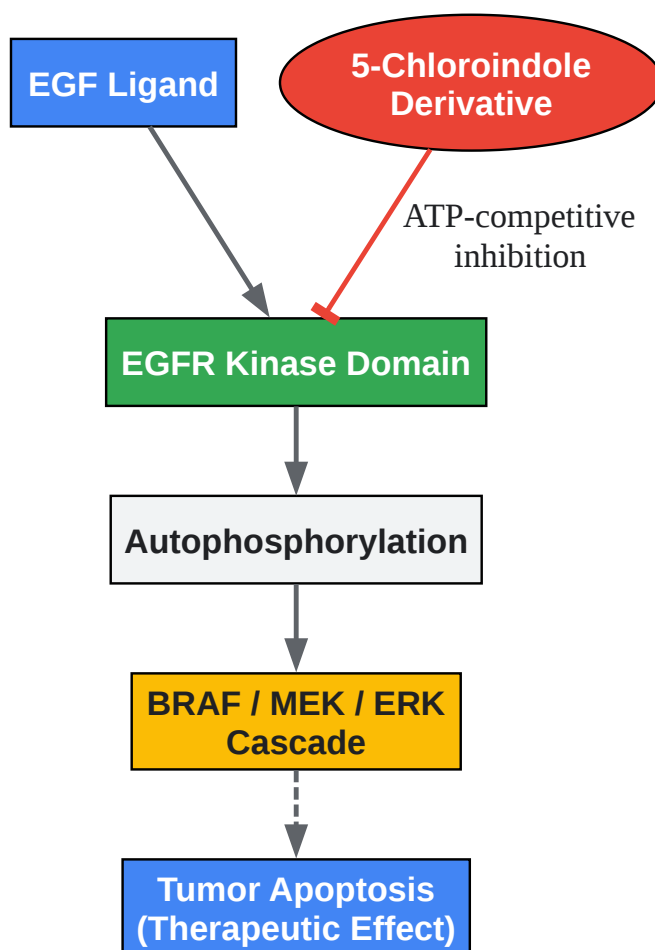 EGF Ligand
5-Chloroindole
Derivative
ATP-competitive
inhibition
EGFR Kinase Domain
Autophosphorylation
BRAF / MEK / ERK
Cascade
Tumor Apoptosis
(Therapeutic Effect)